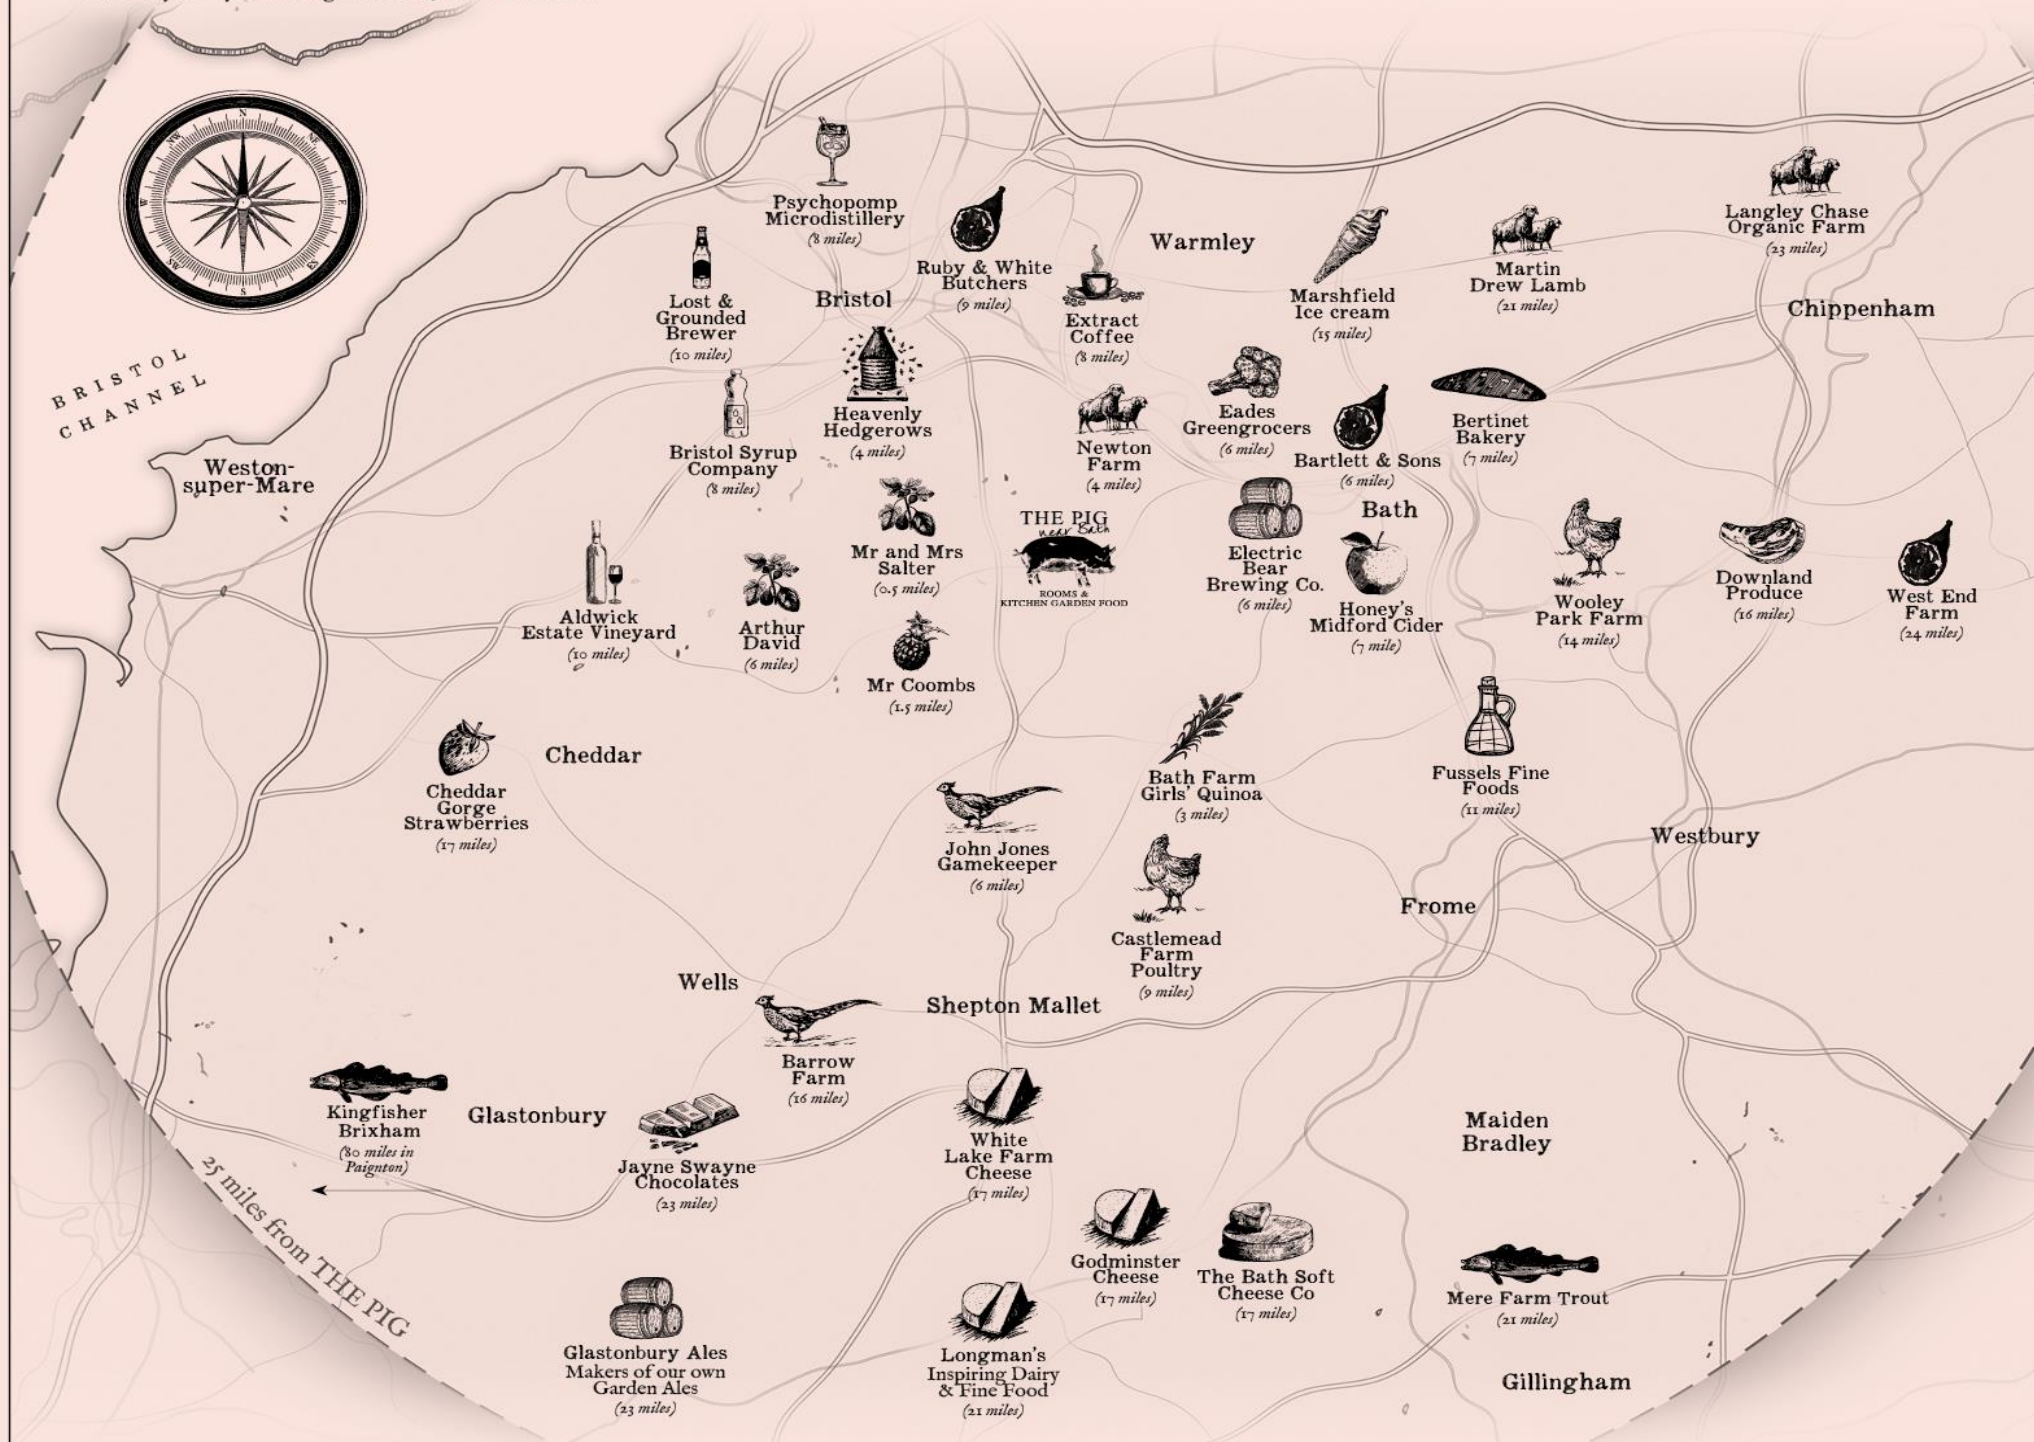 N
NE
E
SE
S
SW
W
NW
BRISTOL
CHANNEL
Psychopomp
Microdistillery
(8 miles)
Lost &
Grounded
Brewer
(10 miles)
Bristol
Ruby & White
Butchers
(9 miles)
Extract
Coffee
(8 miles)
Warmley
Marshfield
Ice cream
(15 miles)
Martin
Drew Lamb
(21 miles)
Langley Chase
Organic Farm
(23 miles)
Chippenham
Weston-
super-Mare
Bristol Syrup
Company
(8 miles)
Heavenly
Hedgerows
(4 miles)
Newton
Farm
(4 miles)
Eades
Greengrocers
(6 miles)
Bartlett & Sons
(6 miles)
Bertinet
Bakery
(7 miles)
Bath
Aldwick
Estate Vineyard
(10 miles)
Arthur
David
(6 miles)
Mr and Mrs
Salter
(0.5 miles)
Mr Coombs
(1.5 miles)
THE PIG
near Bath
ROOMS &
KITCHEN GARDEN FOOD
Electric
Bear
Brewing Co.
(6 miles)
Honey's
Midford Cider
(7 mile)
Wooley
Park Farm
(14 miles)
Downland
Produce
(16 miles)
West End
Farm
(24 miles)
Cheddar
Gorge
Strawberries
(17 miles)
Cheddar
John Jones
Gamekeeper
(6 miles)
Bath Farm
Girls' Quinoa
(3 miles)
Fussels Fine
Foods
(11 miles)
Westbury
Castlemead
Farm
Poultry
(9 miles)
Frome
Wells
Shepton Mallet
Barrow
Farm
(16 miles)
Kingfisher
Brixham
(80 miles in
Paignton)
Glastonbury
Jayne Swayne
Chocolates
(23 miles)
White
Lake Farm
Cheese
(17 miles)
Maiden
Bradley
Godminster
Cheese
(17 miles)
The Bath Soft
Cheese Co
(17 miles)
Mere Farm Trout
(21 miles)
25 miles from THE PIG
Glastonbury Ales
Makers of our own
Garden Ales
(23 miles)
Longman's
Inspiring Dairy
& Fine Food
(21 miles)
Gillingham